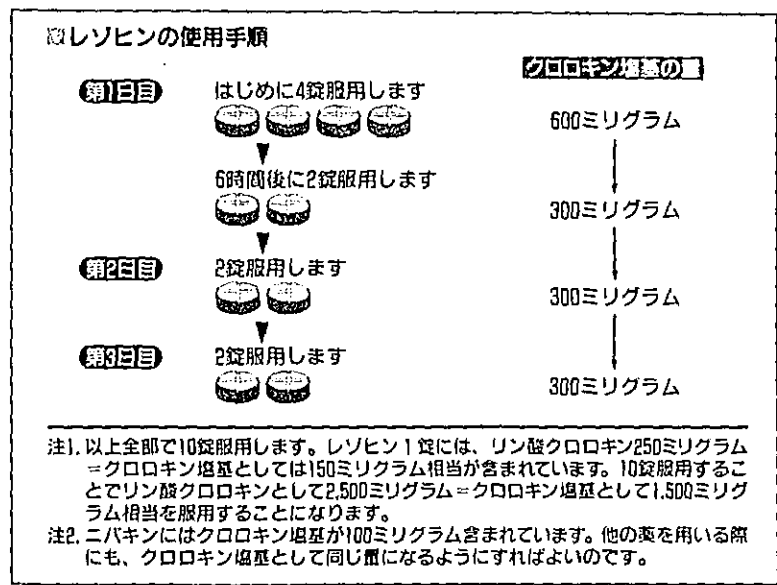 ※レゾヒンの使用手順
クロロキン塩基の量
第1日目 はじめに4錠服用します
600ミリグラム
6時間後に2錠服用します
300ミリグラム
第2日目 2錠服用します
300ミリグラム
第3日目 2錠服用します
300ミリグラム
注1. 以上全部で10錠服用します。レゾヒン1錠には、リン酸クロロキン250ミリグラム
=クロロキン塩基としては150ミリグラム相当が含まれています。10錠服用するこ
とでリン酸クロロキンとして2,500ミリグラム=クロロキン塩基として1,500ミリグ
ラム相当を服用することになります。
注2. ニバキンにはクロロキン塩基が100ミリグラム含まれています。他の薬を用いる際
にも、クロロキン塩基として同じ量になるようにすればよいのです。